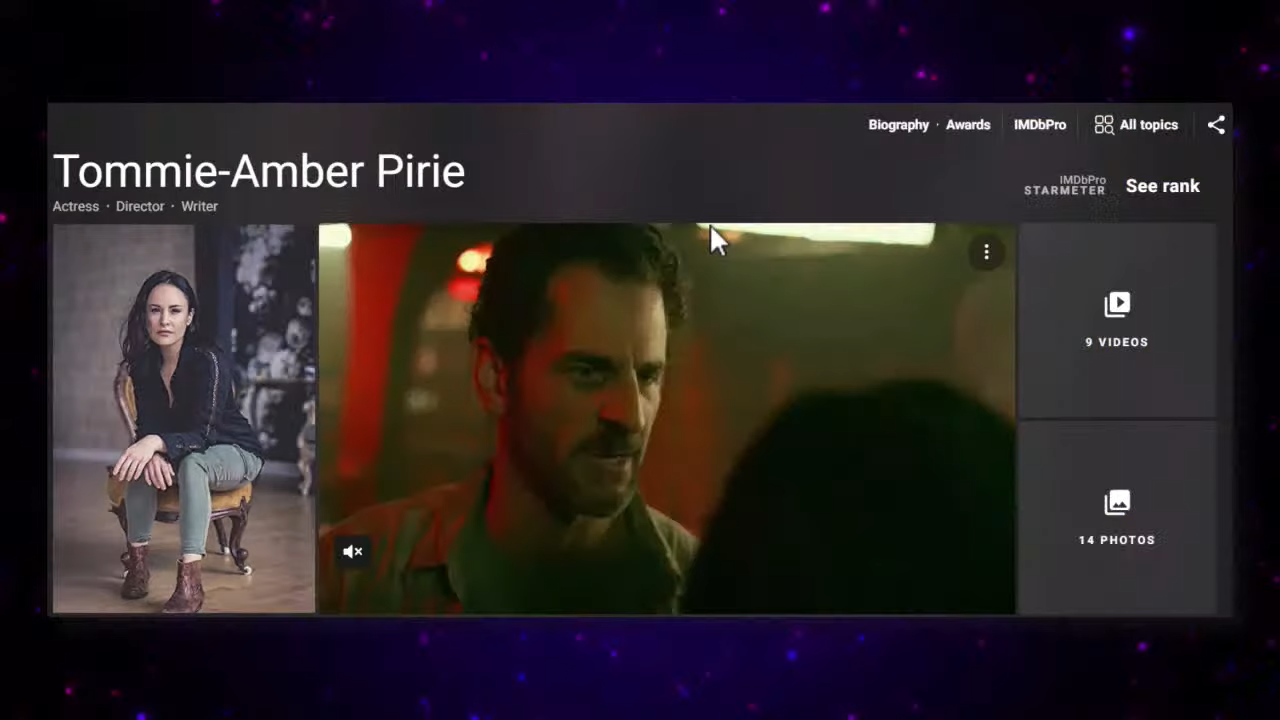 Biography · Awards IMDbPro All topics
Tommie-Amber Pirie
Actress · Director · Writer
IMDbPro
STARMETER
See rank
9 VIDEOS
14 PHOTOS